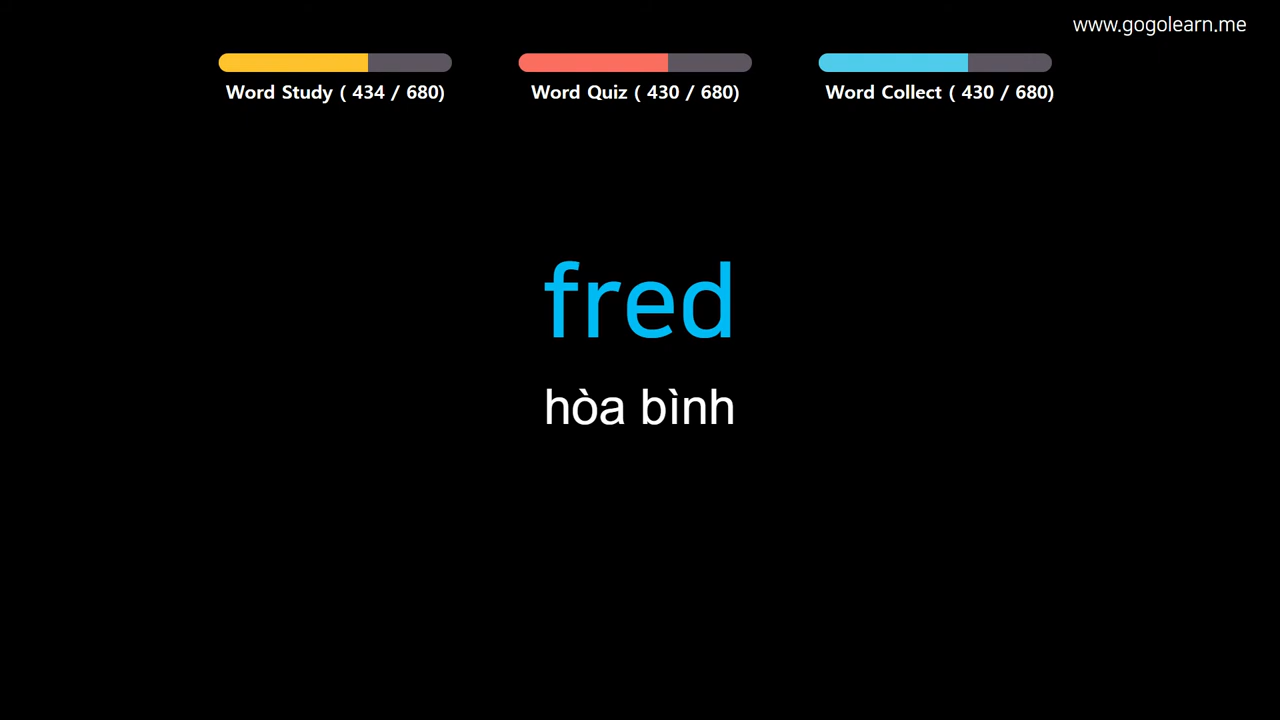 www.gogolearn.me
Word Study ( 434 / 680)
Word Quiz ( 430 / 680)
Word Collect ( 430 / 680)
fred
hòa bình